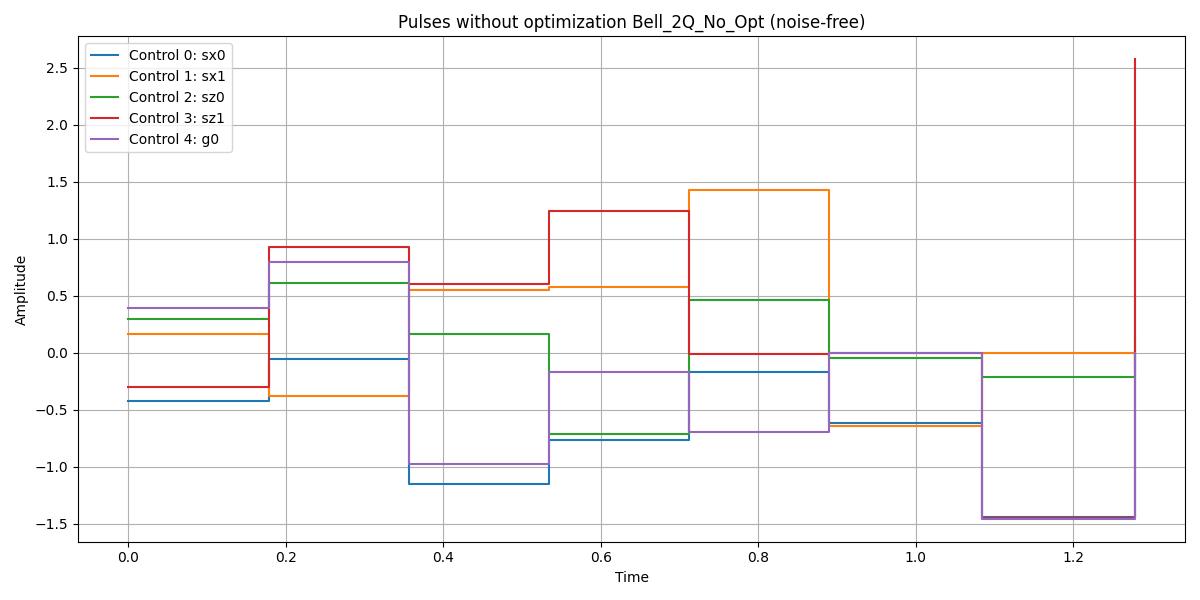 Pulses without optimization Bell_2Q_No_Opt (noise-free)
Control 0: sx0
Control 1: sx1
Control 2: sz0
Control 3: sz1
Control 4: g0
Amplitude
2.5
2.0
1.5
1.0
0.5
0.0
−0.5
−1.0
−1.5
0.0 0.2 0.4 0.6 0.8 1.0 1.2
Time